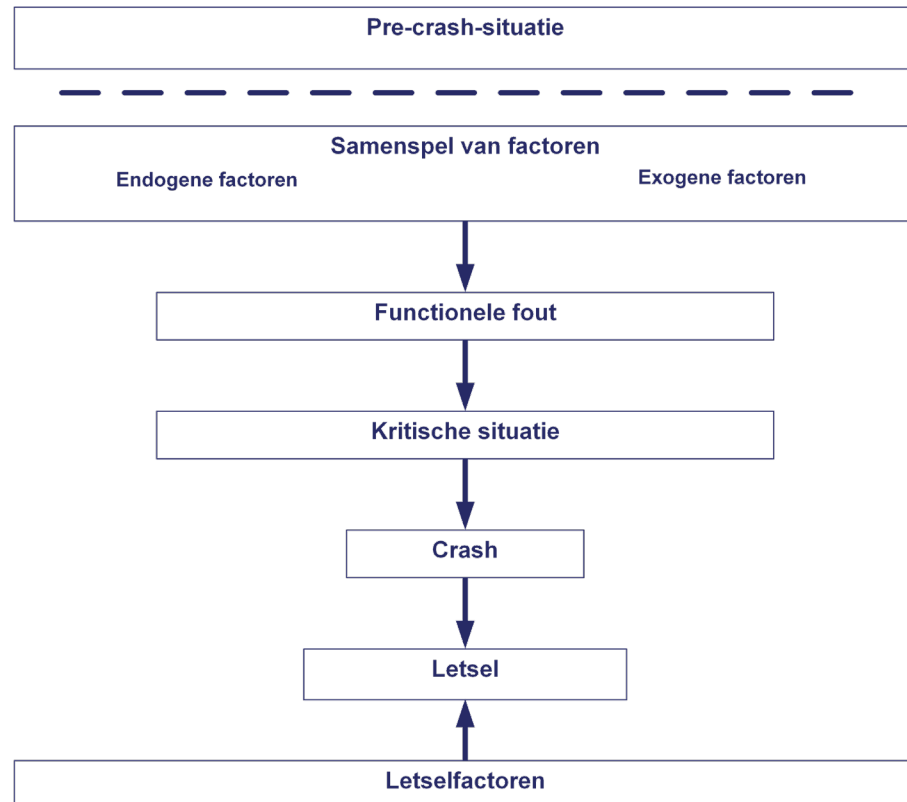 Pre-crash-situatie
Samenspel van factoren
Endogene factoren
Exogene factoren
Functionele fout
Kritische situatie
Crash
Letsel
Letselfactoren